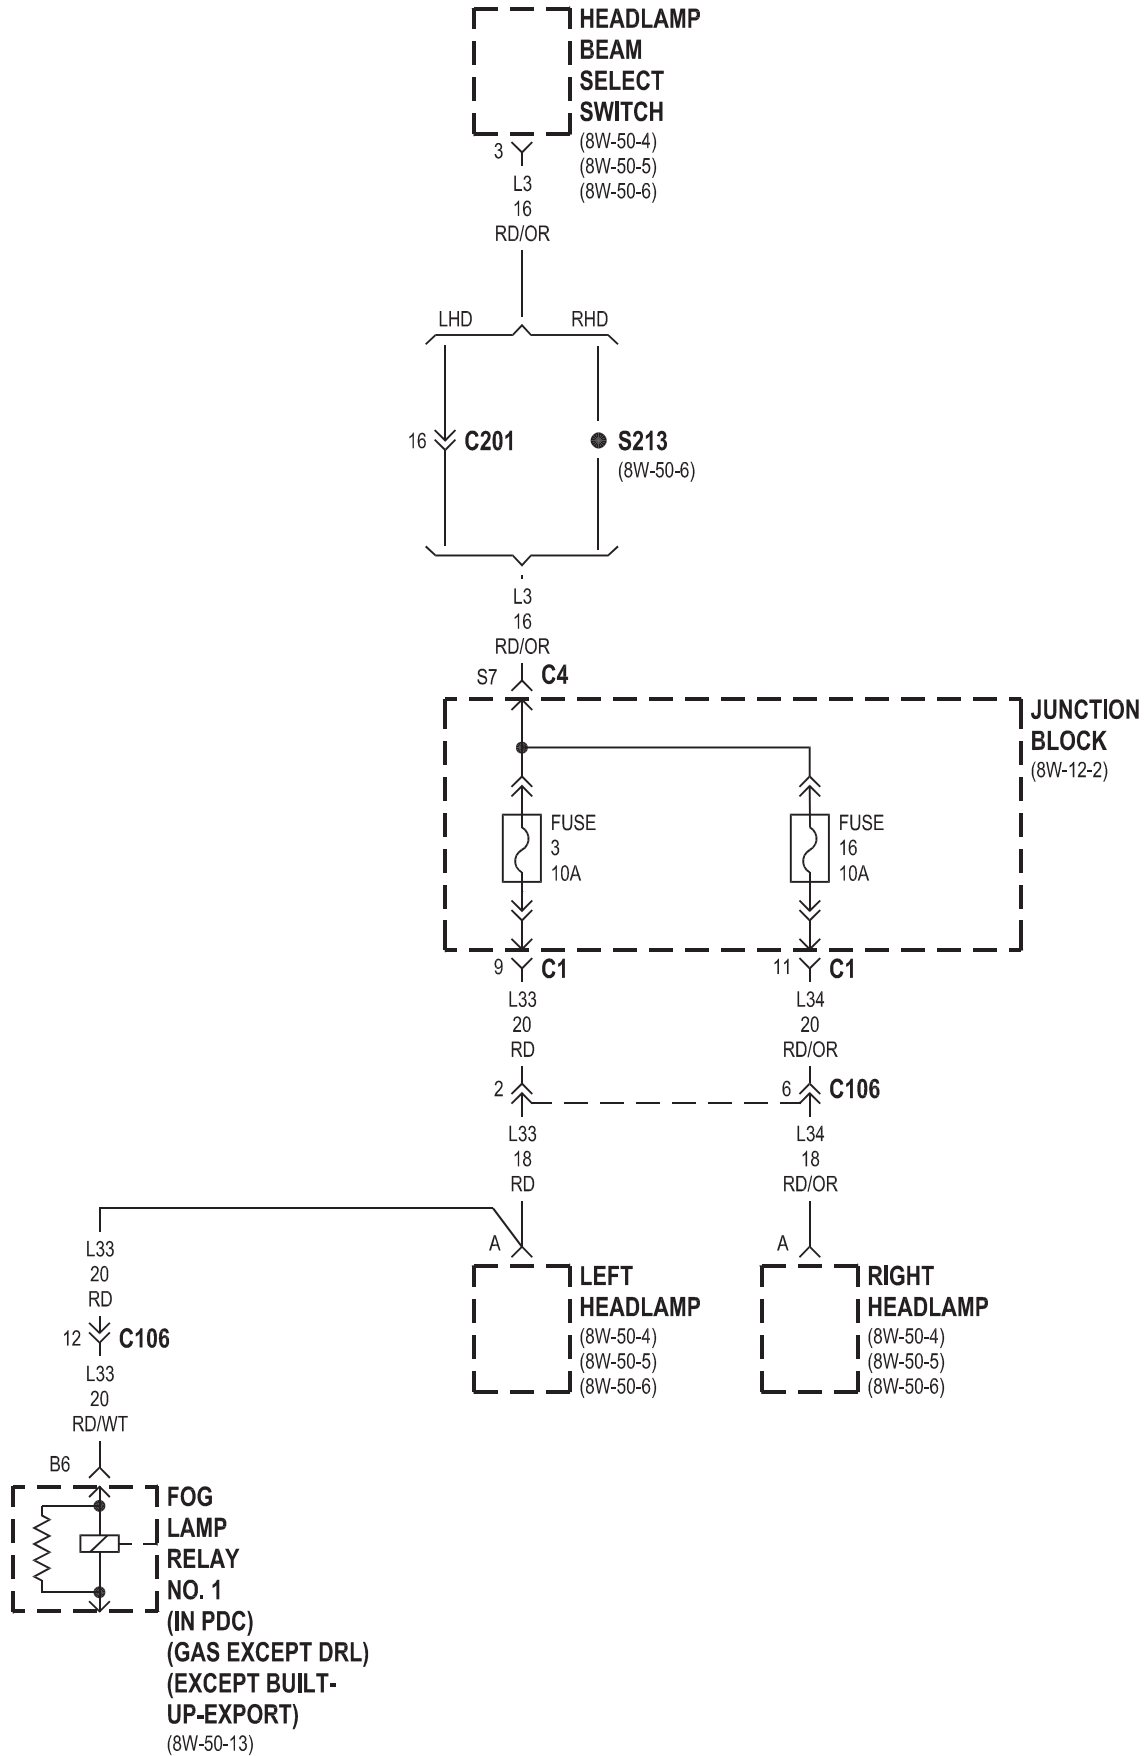 HEADLAMP
BEAM
SELECT
SWITCH
(8W-50-4)
(8W-50-5)
(8W-50-6)
3
L3
16
RD/OR
LHD
RHD
16
C201
S213
(8W-50-6)
L3
16
RD/OR
S7
C4
JUNCTION
BLOCK
(8W-12-2)
FUSE
3
10A
FUSE
16
10A
9
C1
11
C1
L33
20
RD
L34
20
RD/OR
2
6
C106
L33
18
RD
L34
18
RD/OR
A
A
LEFT
HEADLAMP
(8W-50-4)
(8W-50-5)
(8W-50-6)
RIGHT
HEADLAMP
(8W-50-4)
(8W-50-5)
(8W-50-6)
L33
20
RD
12
C106
L33
20
RD/WT
B6
FOG
LAMP
RELAY
NO. 1
(IN PDC)
(GAS EXCEPT DRL)
(EXCEPT BUILT-
UP-EXPORT)
(8W-50-13)